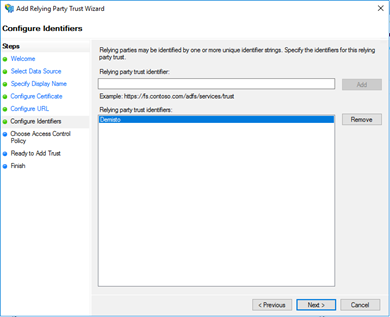 Add Relying Party Trust Wizard
Configure Identifiers
Steps
Welcome
Select Data Source
Specify Display Name
Configure Certificate
Configure URL
Configure Identifiers
Choose Access Control
Policy
Ready to Add Trust
Finish
Relying parties may be identified by one or more unique identifier strings. Specify the identifiers for this relying
party trust.
Relying party trust identifier:
Add
Example: https://fs.contoso.com/adfs/services/trust
Relying party trust identifiers:
Demisto
Remove
< Previous
Next >
Cancel